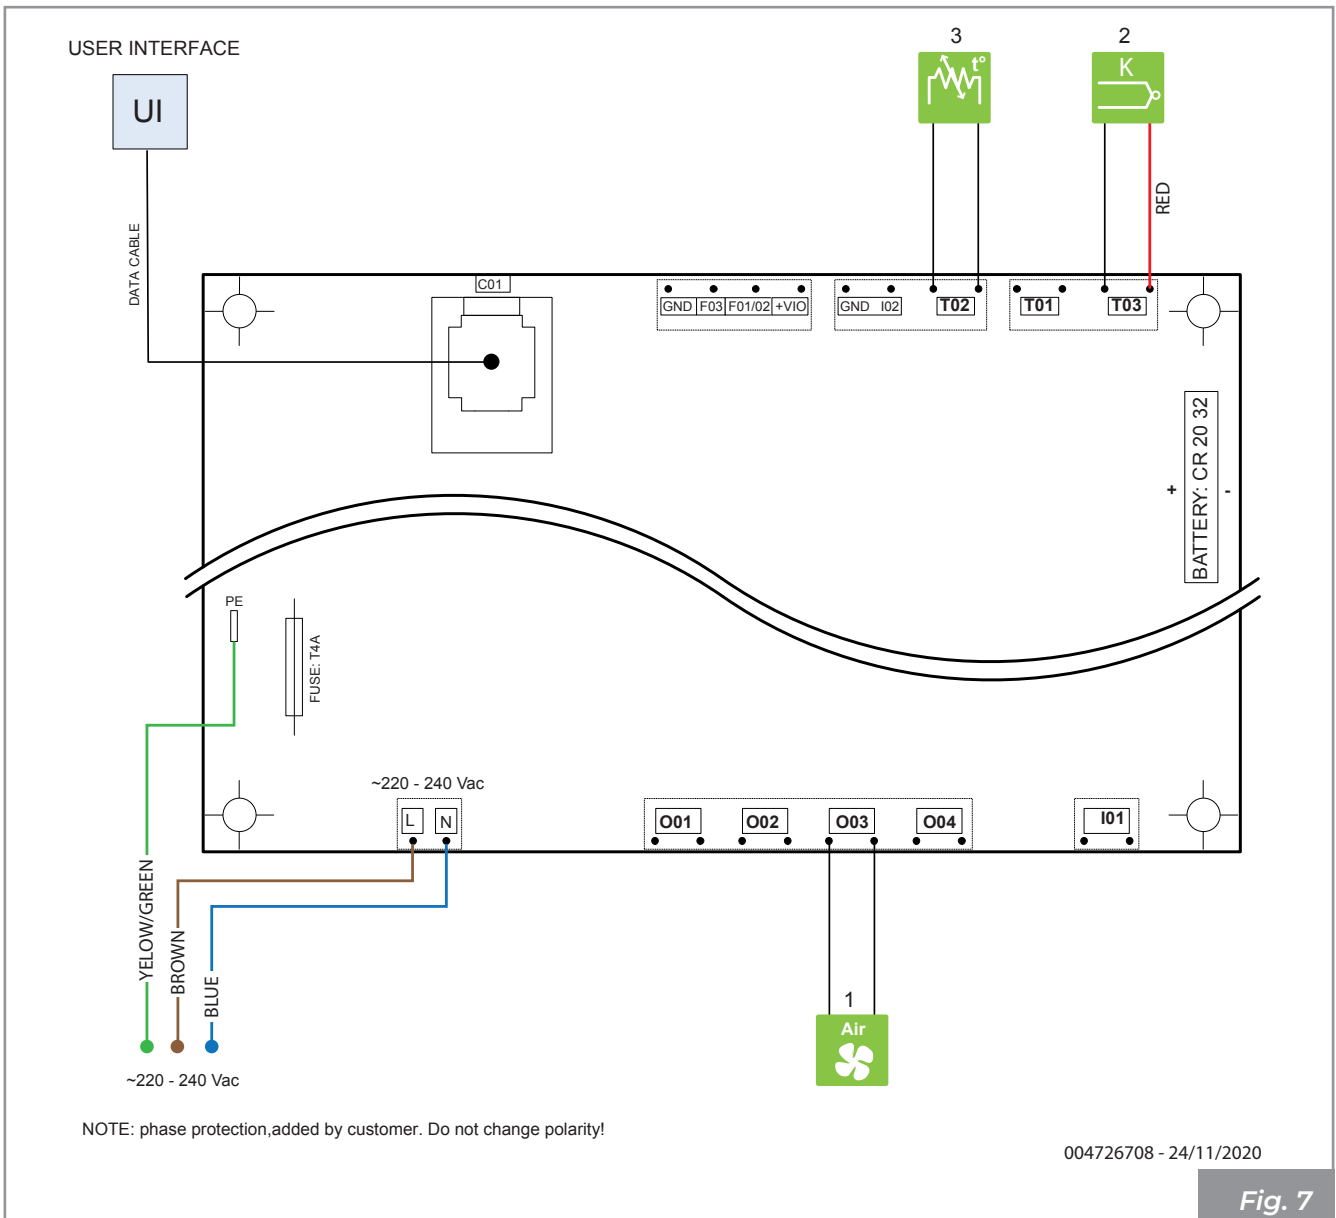 USER INTERFACE
3
2
t°
K
UI
RED
DATA CABLE
C01
GND F03 F01/02 +VIO
GND I02 T02
T01 T03
BATTERY: CR 20 32
+
-
PE
FUSE: T4A
~220 - 240 Vac
L N
O01 O02 O03 O04
I01
YELOW/GREEN
BROWN
BLUE
1
Air
~220 - 240 Vac
NOTE: phase protection,added by customer. Do not change polarity!
004726708 - 24/11/2020
Fig. 7